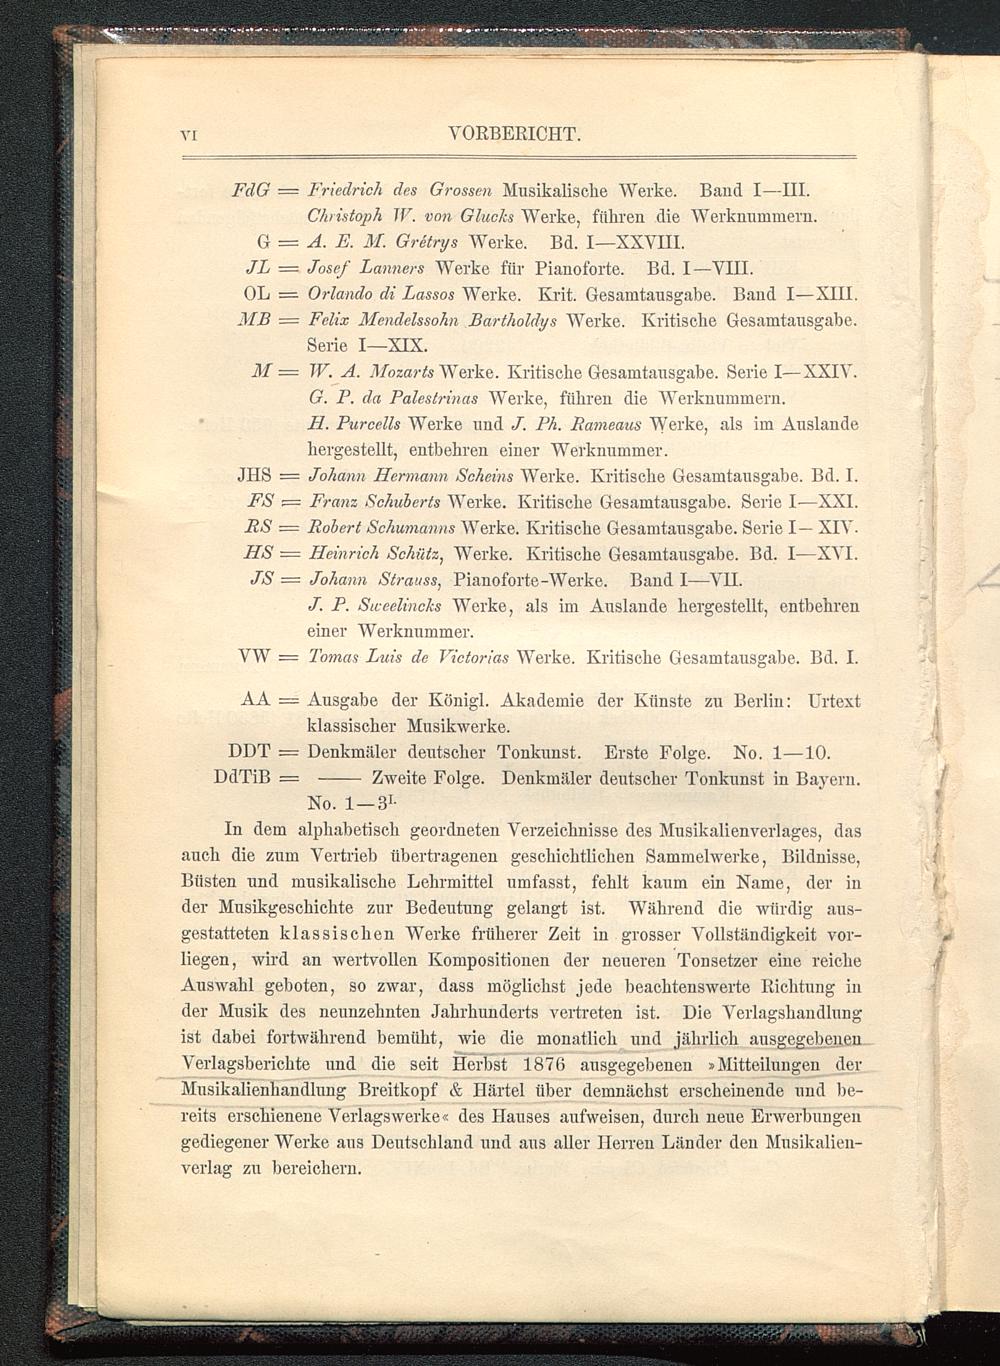 VI VORBERICHT.
FdG = Friedrich des Grossen Musikalische Werke. Band I—III.
Christoph W. von Glucks Werke, führen die Werknummern.
G = A. E. M. Grétrys Werke. Bd. I—XXVIII.
JL = Josef Lanners Werke für Pianoforte. Bd. I—VIII.
OL = Orlando di Lassos Werke. Krit. Gesamtausgabe. Band I—XIII.
MB = Felix Mendelssohn Bartholdys Werke. Kritische Gesamtausgabe.
Serie I—XIX.
M = W. A. Mozarts Werke. Kritische Gesamtausgabe. Serie I—XXIV.
G. P. da Palestrinas Werke, führen die Werknummern.
H. Purcells Werke und J. Ph. Rameaus Werke, als im Auslande
hergestellt, entbehren einer Werknummer.
JHS = Johann Hermann Scheins Werke. Kritische Gesamtausgabe. Bd. I.
FS = Franz Schuberts Werke. Kritische Gesamtausgabe. Serie I—XXI.
RS = Robert Schumanns Werke. Kritische Gesamtausgabe. Serie I—XIV.
HS = Heinrich Schütz, Werke. Kritische Gesamtausgabe. Bd. I—XVI.
JS = Johann Strauss, Pianoforte-Werke. Band I—VII.
J. P. Sweelincks Werke, als im Auslande hergestellt, entbehren
einer Werknummer.
VW = Tomas Luis de Victorias Werke. Kritische Gesamtausgabe. Bd. I.
AA = Ausgabe der Königl. Akademie der Künste zu Berlin: Urtext
klassischer Musikwerke.
DDT = Denkmäler deutscher Tonkunst. Erste Folge. No. 1—10.
DdTiB = —— Zweite Folge. Denkmäler deutscher Tonkunst in Bayern.
No. 1—3I.
In dem alphabetisch geordneten Verzeichnisse des Musikalienverlages, das
auch die zum Vertrieb übertragenen geschichtlichen Sammelwerke, Bildnisse,
Büsten und musikalische Lehrmittel umfasst, fehlt kaum ein Name, der in
der Musikgeschichte zur Bedeutung gelangt ist. Während die würdig aus-
gestatteten klassischen Werke früherer Zeit in grosser Vollständigkeit vor-
liegen, wird an wertvollen Kompositionen der neueren Tonsetzer eine reiche
Auswahl geboten, so zwar, dass möglichst jede beachtenswerte Richtung in
der Musik des neunzehnten Jahrhunderts vertreten ist. Die Verlagshandlung
ist dabei fortwährend bemüht, wie die monatlich und jährlich ausgegebenen
Verlagsberichte und die seit Herbst 1876 ausgegebenen »Mitteilungen der
Musikalienhandlung Breitkopf & Härtel über demnächst erscheinende und be-
reits erschienene Verlagswerke« des Hauses aufweisen, durch neue Erwerbungen
gediegener Werke aus Deutschland und aus aller Herren Länder den Musikalien-
verlag zu bereichern.